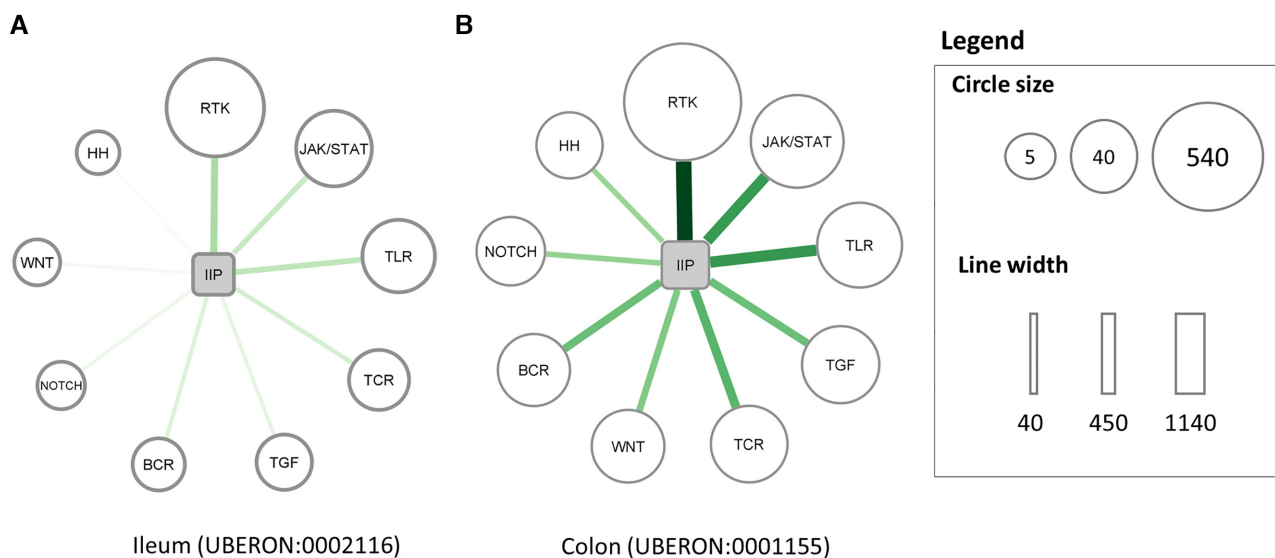 A
RTK
JAK/STAT
HH
TLR
WNT
IIP
TCR
NOTCH
BCR
TGF
Ileum (UBERON:0002116)
B
RTK
JAK/STAT
HH
TLR
NOTCH
IIP
TGF
BCR
WNT
TCR
Colon (UBERON:0001155)
Legend
Circle size
5 40 540
Line width
40 450 1140